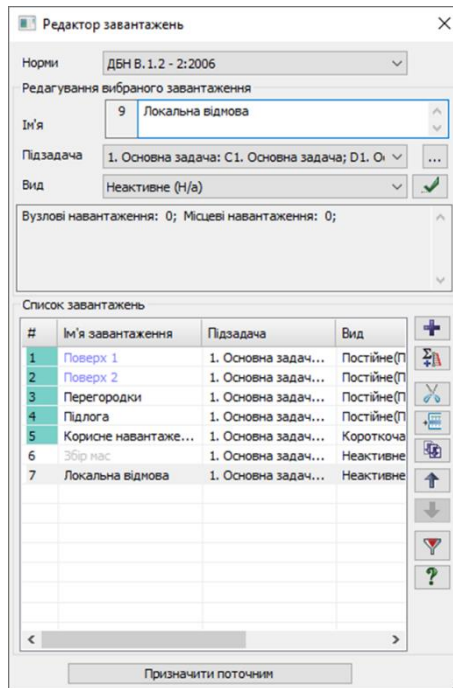 Редактор завантажень
Норми ДБН В.1.2 - 2:2006
Редагування вибраного завантаження
Ім'я 9 Локальна відмова
Підзадача 1. Основна задача: С1. Основна задача; D1. О ...
Вид Неактивне (Н/а)
Вузлові навантаження: 0; Місцеві навантаження: 0;
Список завантажень
# Ім'я завантаження Підзадача Вид
1 Поверх 1 1. Основна задач... Постійне(П
2 Поверх 2 1. Основна задач... Постійне(П
3 Перегородки 1. Основна задач... Постійне(П
4 Підлога 1. Основна задач... Постійне(П
5 Корисне навантаже... 1. Основна задач... Короткоча
6 Збір мас 1. Основна задач... Неактивне
7 Локальна відмова 1. Основна задач... Неактивне
Призначити поточним